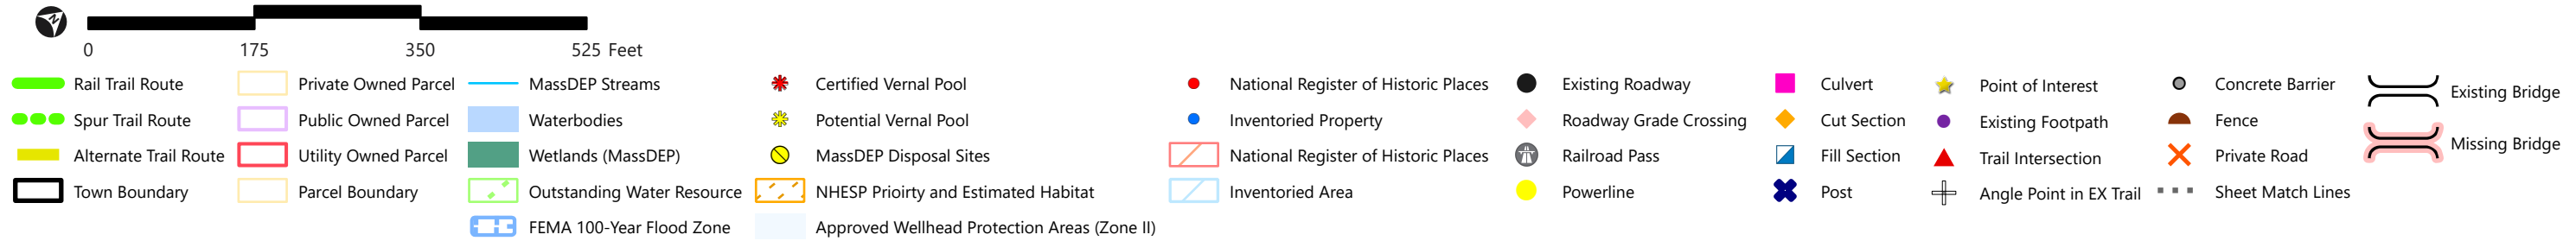 0 175 350 525 Feet
Rail Trail Route
Spur Trail Route
Alternate Trail Route
Town Boundary
Private Owned Parcel
Public Owned Parcel
Utility Owned Parcel
Parcel Boundary
MassDEP Streams
Waterbodies
Wetlands (MassDEP)
Outstanding Water Resource
FEMA 100-Year Flood Zone
Certified Vernal Pool
Potential Vernal Pool
MassDEP Disposal Sites
NHESP Prioirty and Estimated Habitat
Approved Wellhead Protection Areas (Zone II)
National Register of Historic Places
Inventoried Property
National Register of Historic Places
Inventoried Area
Existing Roadway
Roadway Grade Crossing
Railroad Pass
Powerline
Culvert
Cut Section
Fill Section
Post
Point of Interest
Existing Footpath
Trail Intersection
Angle Point in EX Trail
Concrete Barrier
Fence
Private Road
Sheet Match Lines
Existing Bridge
Missing Bridge